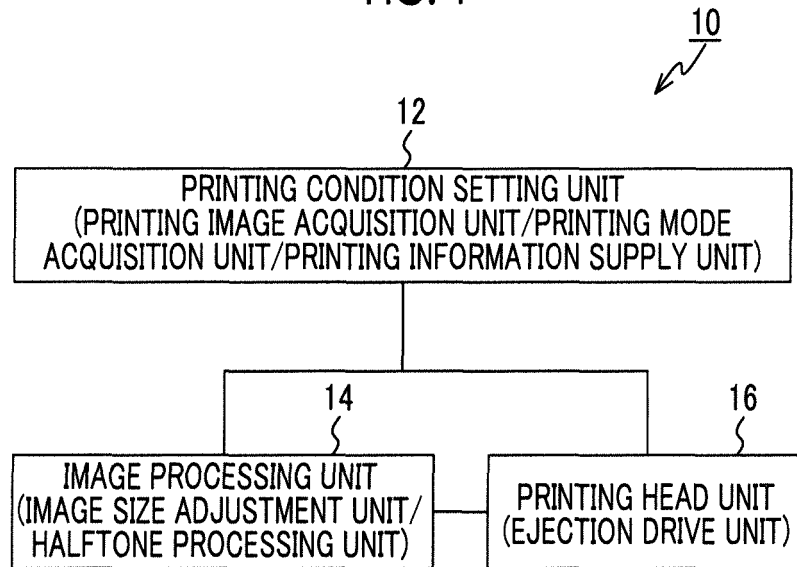 10
12
PRINTING CONDITION SETTING UNIT
(PRINTING IMAGE ACQUISITION UNIT/PRINTING MODE
ACQUISITION UNIT/PRINTING INFORMATION SUPPLY UNIT)
14
IMAGE PROCESSING UNIT
(IMAGE SIZE ADJUSTMENT UNIT/
HALFTONE PROCESSING UNIT)
16
PRINTING HEAD UNIT
(EJECTION DRIVE UNIT)